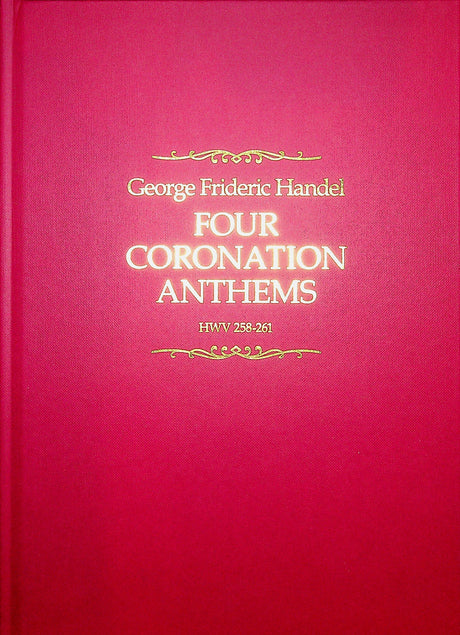 George Frideric Handel
FOUR
CORONATION
ANTHEMS
HWV 258-261